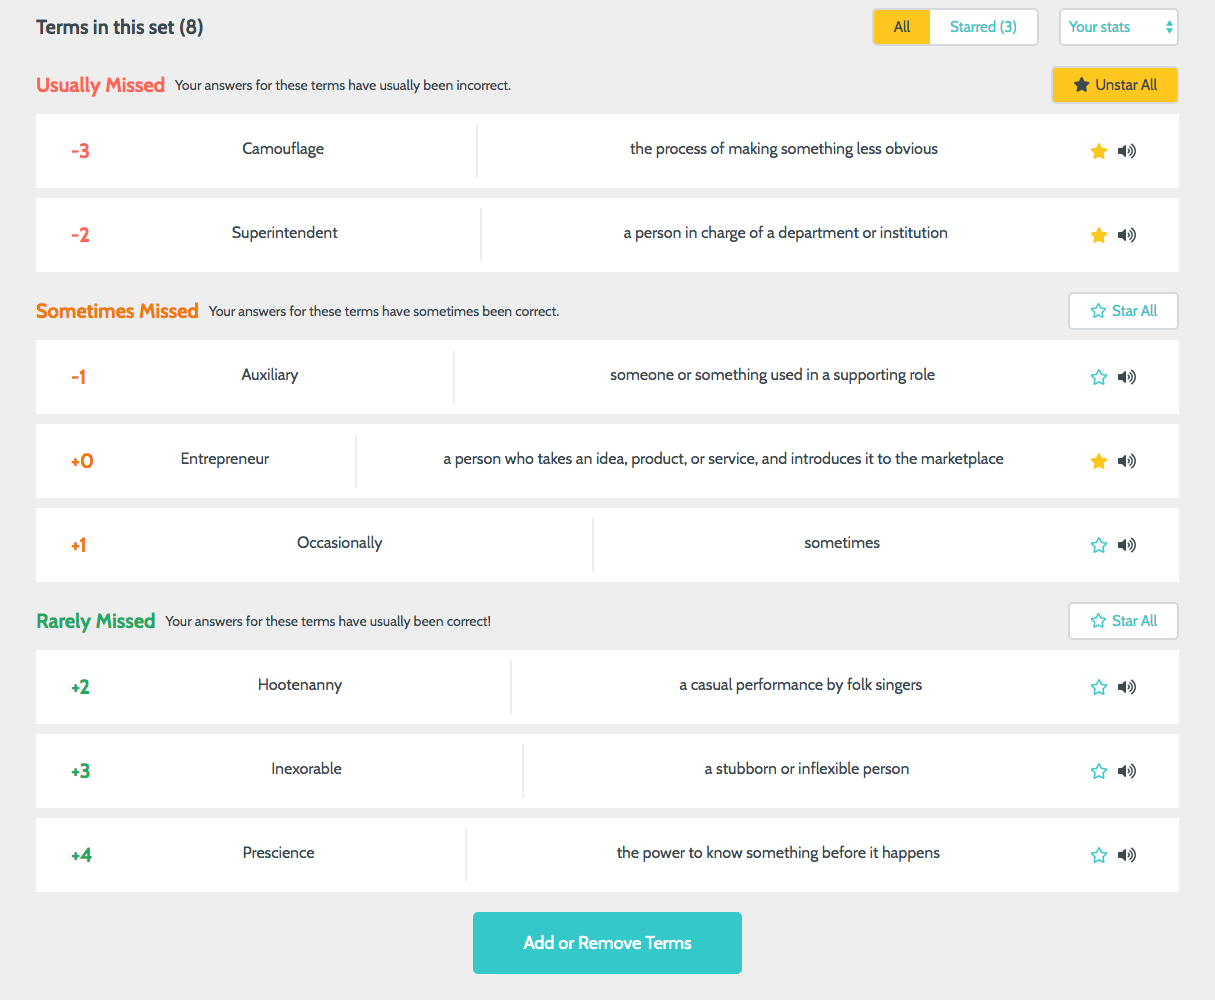 Terms in this set (8)
All
Starred (3)
Your stats
Usually Missed Your answers for these terms have usually been incorrect.
Unstar All
-3 Camouflage the process of making something less obvious
-2 Superintendent a person in charge of a department or institution
Sometimes Missed Your answers for these terms have sometimes been correct.
Star All
-1 Auxiliary someone or something used in a supporting role
+0 Entrepreneur a person who takes an idea, product, or service, and introduces it to the marketplace
+1 Occasionally sometimes
Rarely Missed Your answers for these terms have usually been correct!
Star All
+2 Hootenanny a casual performance by folk singers
+3 Inexorable a stubborn or inflexible person
+4 Prescience the power to know something before it happens
Add or Remove Terms